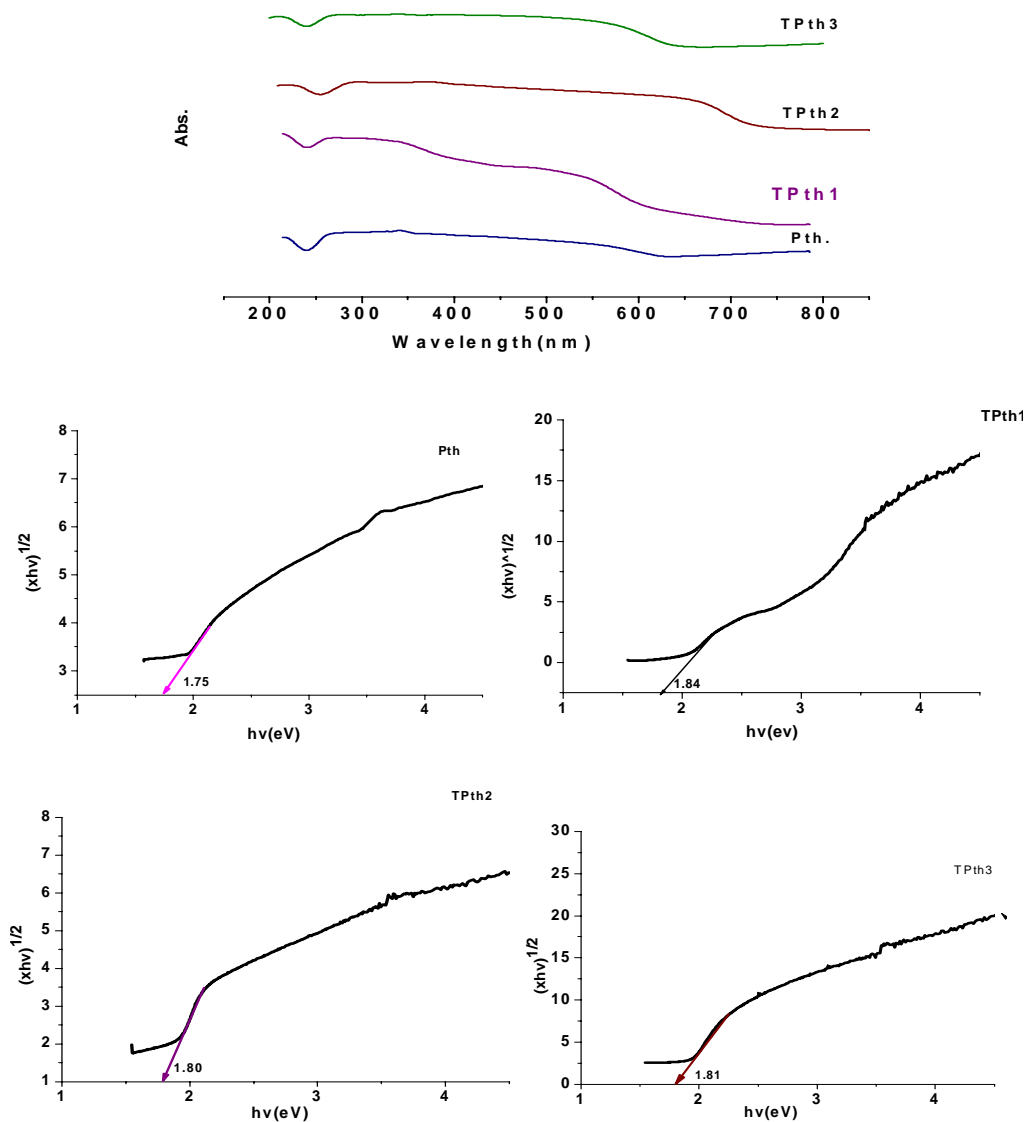 TPth3
TPth2
TPth1
Pth.
Abs.
200 300 400 500 600 700 800
Wavelength(nm)
Pth
8
7
6
5
4
3
(xhv)1/2
1.75
1 2 3 4
hv(eV)
TPth1
20
15
10
5
0
(xhv)^1/2
1.84
1 2 3 4
hv(ev)
TPth2
8
7
6
5
4
3
2
1
(xhv)1/2
1.80
1 2 3 4
hv(eV)
TPth3
30
25
20
15
10
5
0
(xhv)1/2
1.81
1 2 3 4
hv(eV)